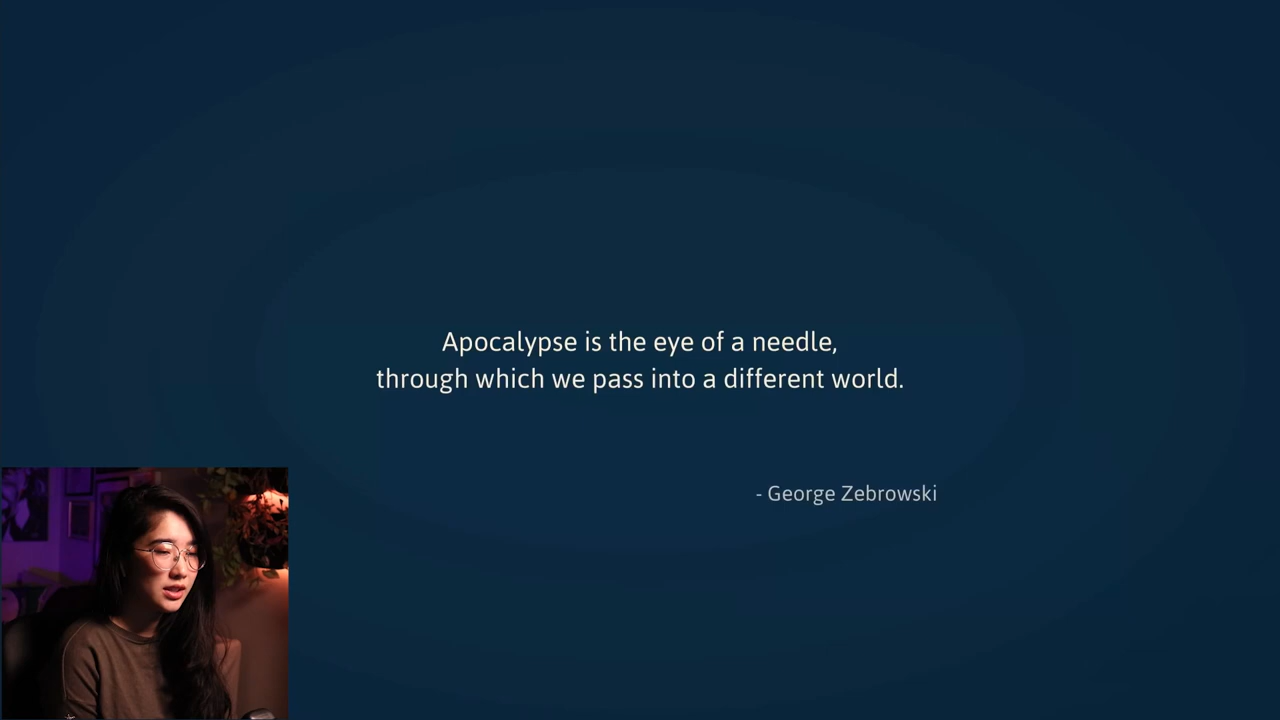 Apocalypse is the eye of a needle,
through which we pass into a different world.
- George Zebrowski